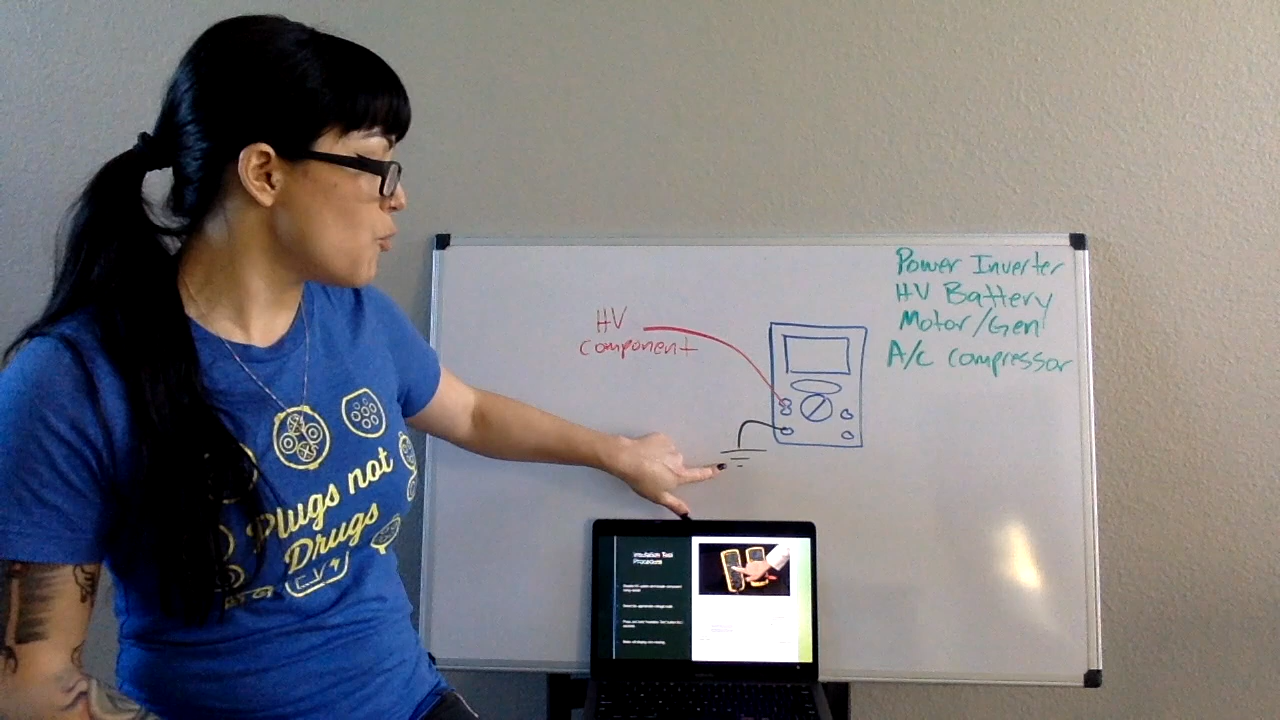 Power Inverter
HV Battery
Motor/Gen
A/C compressor
HV
component
Plugs not
Drugs
Insulation Test
Procedure